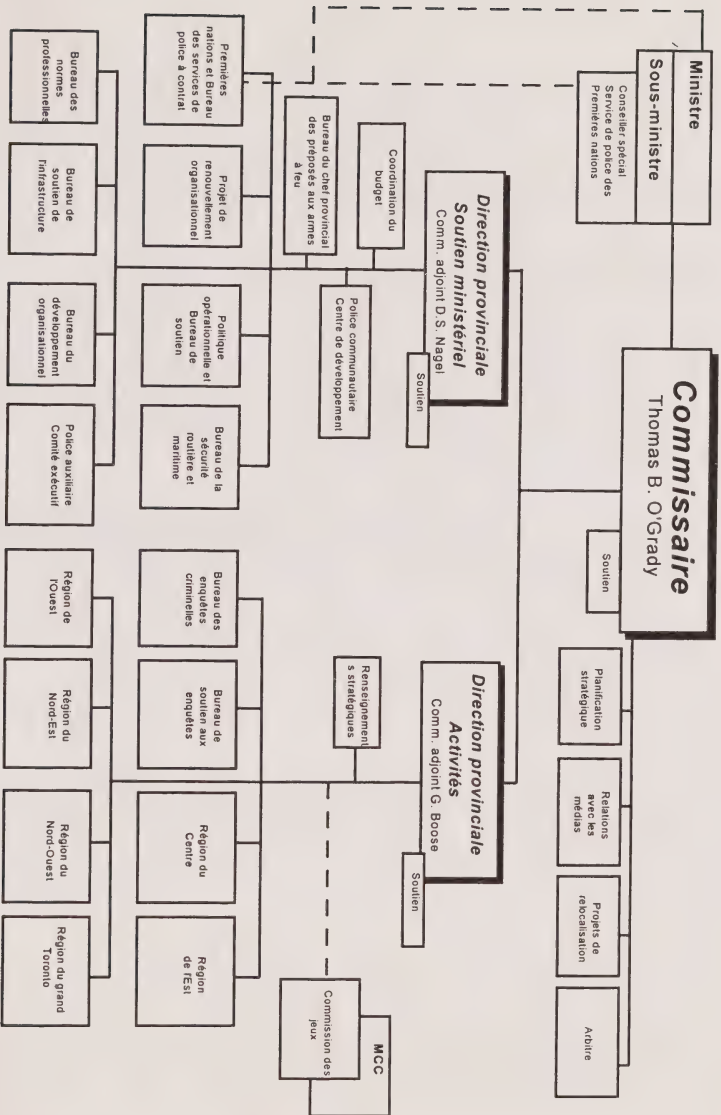 Ministre
Sous-ministre
Conseiller spécial
Service de police des
Premières nations
Commissaire
Thomas B. O'Grady
Soutien
Planification
stratégique
Relations
avec les
médias
Projets de
relocalisation
Arbitre
Direction provinciale
Soutien ministériel
Comm. adjoint D.S. Nagel
Soutien
Direction provinciale
Activités
Comm. adjoint G. Boose
Soutien
Coordination du
budget
Bureau du chef provincial
des préposés aux armes
à feu
Police communautaire
Centre de développement
Renseignement
s stratégiques
MCC
Commission des
jeux
Premières
nations et Bureau
des services de
police à contrat
Projet de
renouvellement
organisationnel
Politique
opérationnelle et
Bureau de
soutien
Bureau de la
sécurité
routière et
maritime
Bureau des
enquêtes
criminelles
Bureau de
soutien aux
enquêtes
Région du
Centre
Région
de l'Est
Bureau des
normes
professionnelles
Bureau de
soutien de
l'infrastructure
Bureau du
développement
organisationnel
Police auxiliaire
Comité exécutif
Région de
l'Ouest
Région du
Nord-Est
Région du
Nord-Ouest
Région du grand
Toronto